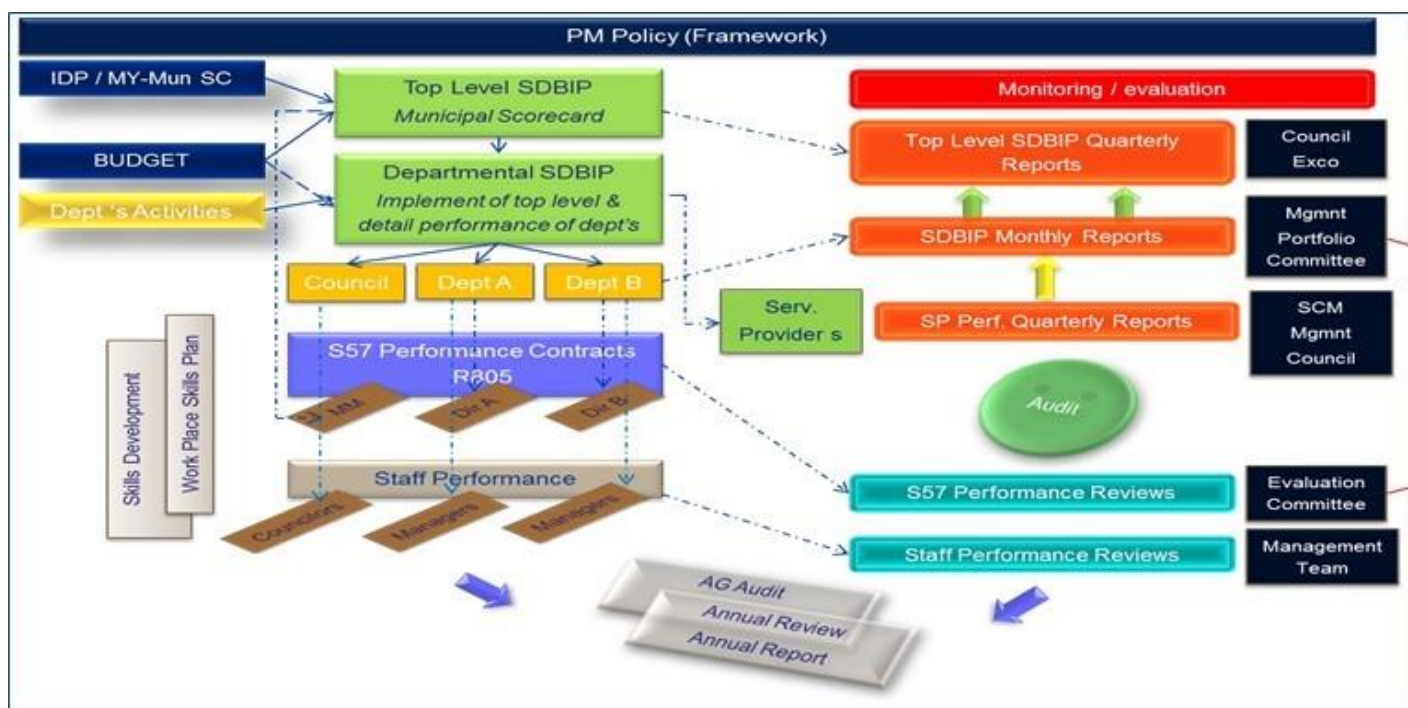 PM Policy (Framework)
IDP / MY-Mun SC
BUDGET
Dept 's Activities
Top Level SDBIP
Municipal Scorecard
Departmental SDBIP
Implement of top level &
detail performance of dept's
Council
Dept A
Dept B
Serv.
Provider s
S57 Performance Contracts
R805
MM
Dir A
Dir B
Skills Development
Work Place Skills Plan
Staff Performance
Councilors
Managers
Managers
Monitoring / evaluation
Top Level SDBIP Quarterly
Reports
Council
Exco
SDBIP Monthly Reports
Mgmnt
Portfolio
Committee
SP Perf. Quarterly Reports
SCM
Mgmnt
Council
Audit
S57 Performance Reviews
Evaluation
Committee
Staff Performance Reviews
Management
Team
AG Audit
Annual Review
Annual Report